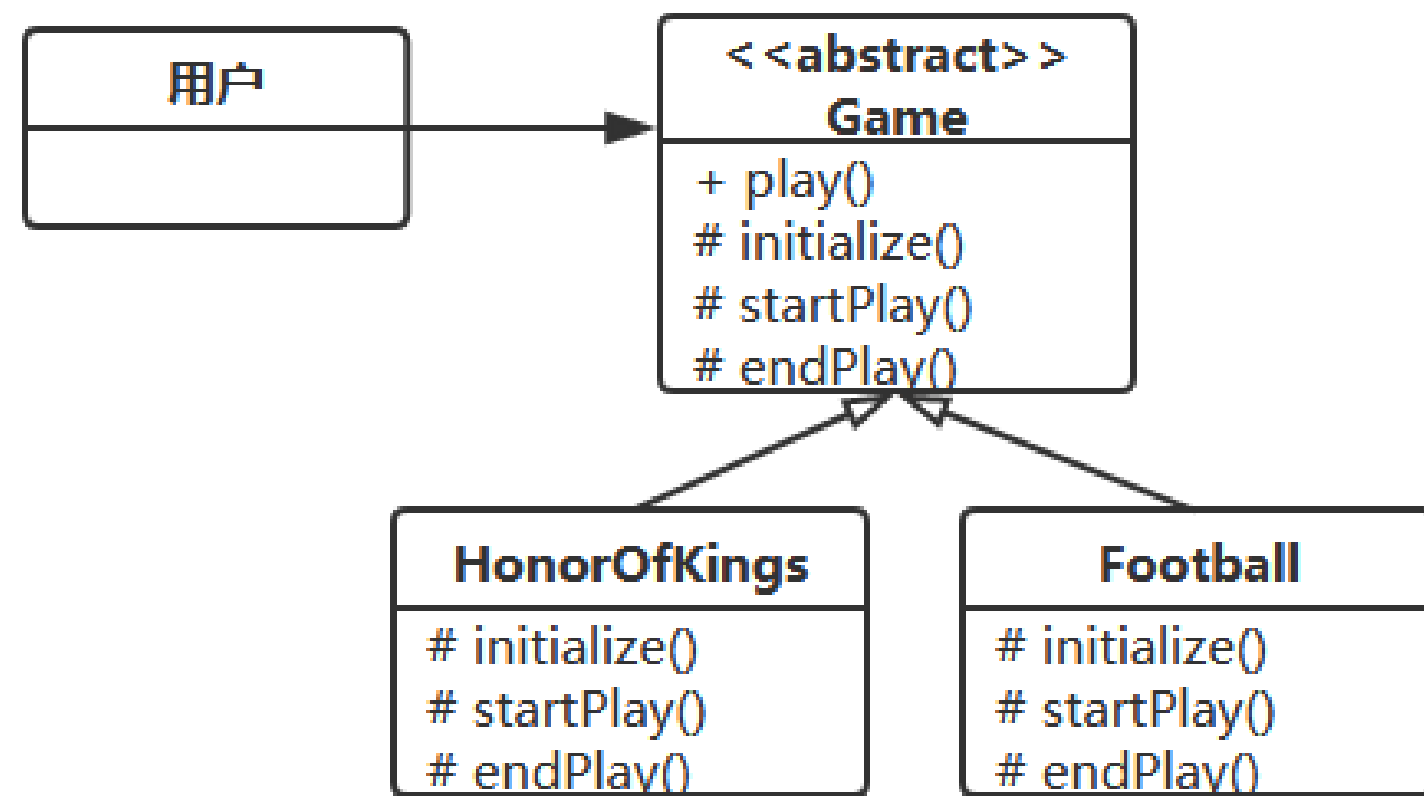 用户
<<abstract>>
Game
+ play()
# initialize()
# startPlay()
# endPlay()
HonorOfKings
# initialize()
# startPlay()
# endPlay()
Football
# initialize()
# startPlay()
# endPlay()